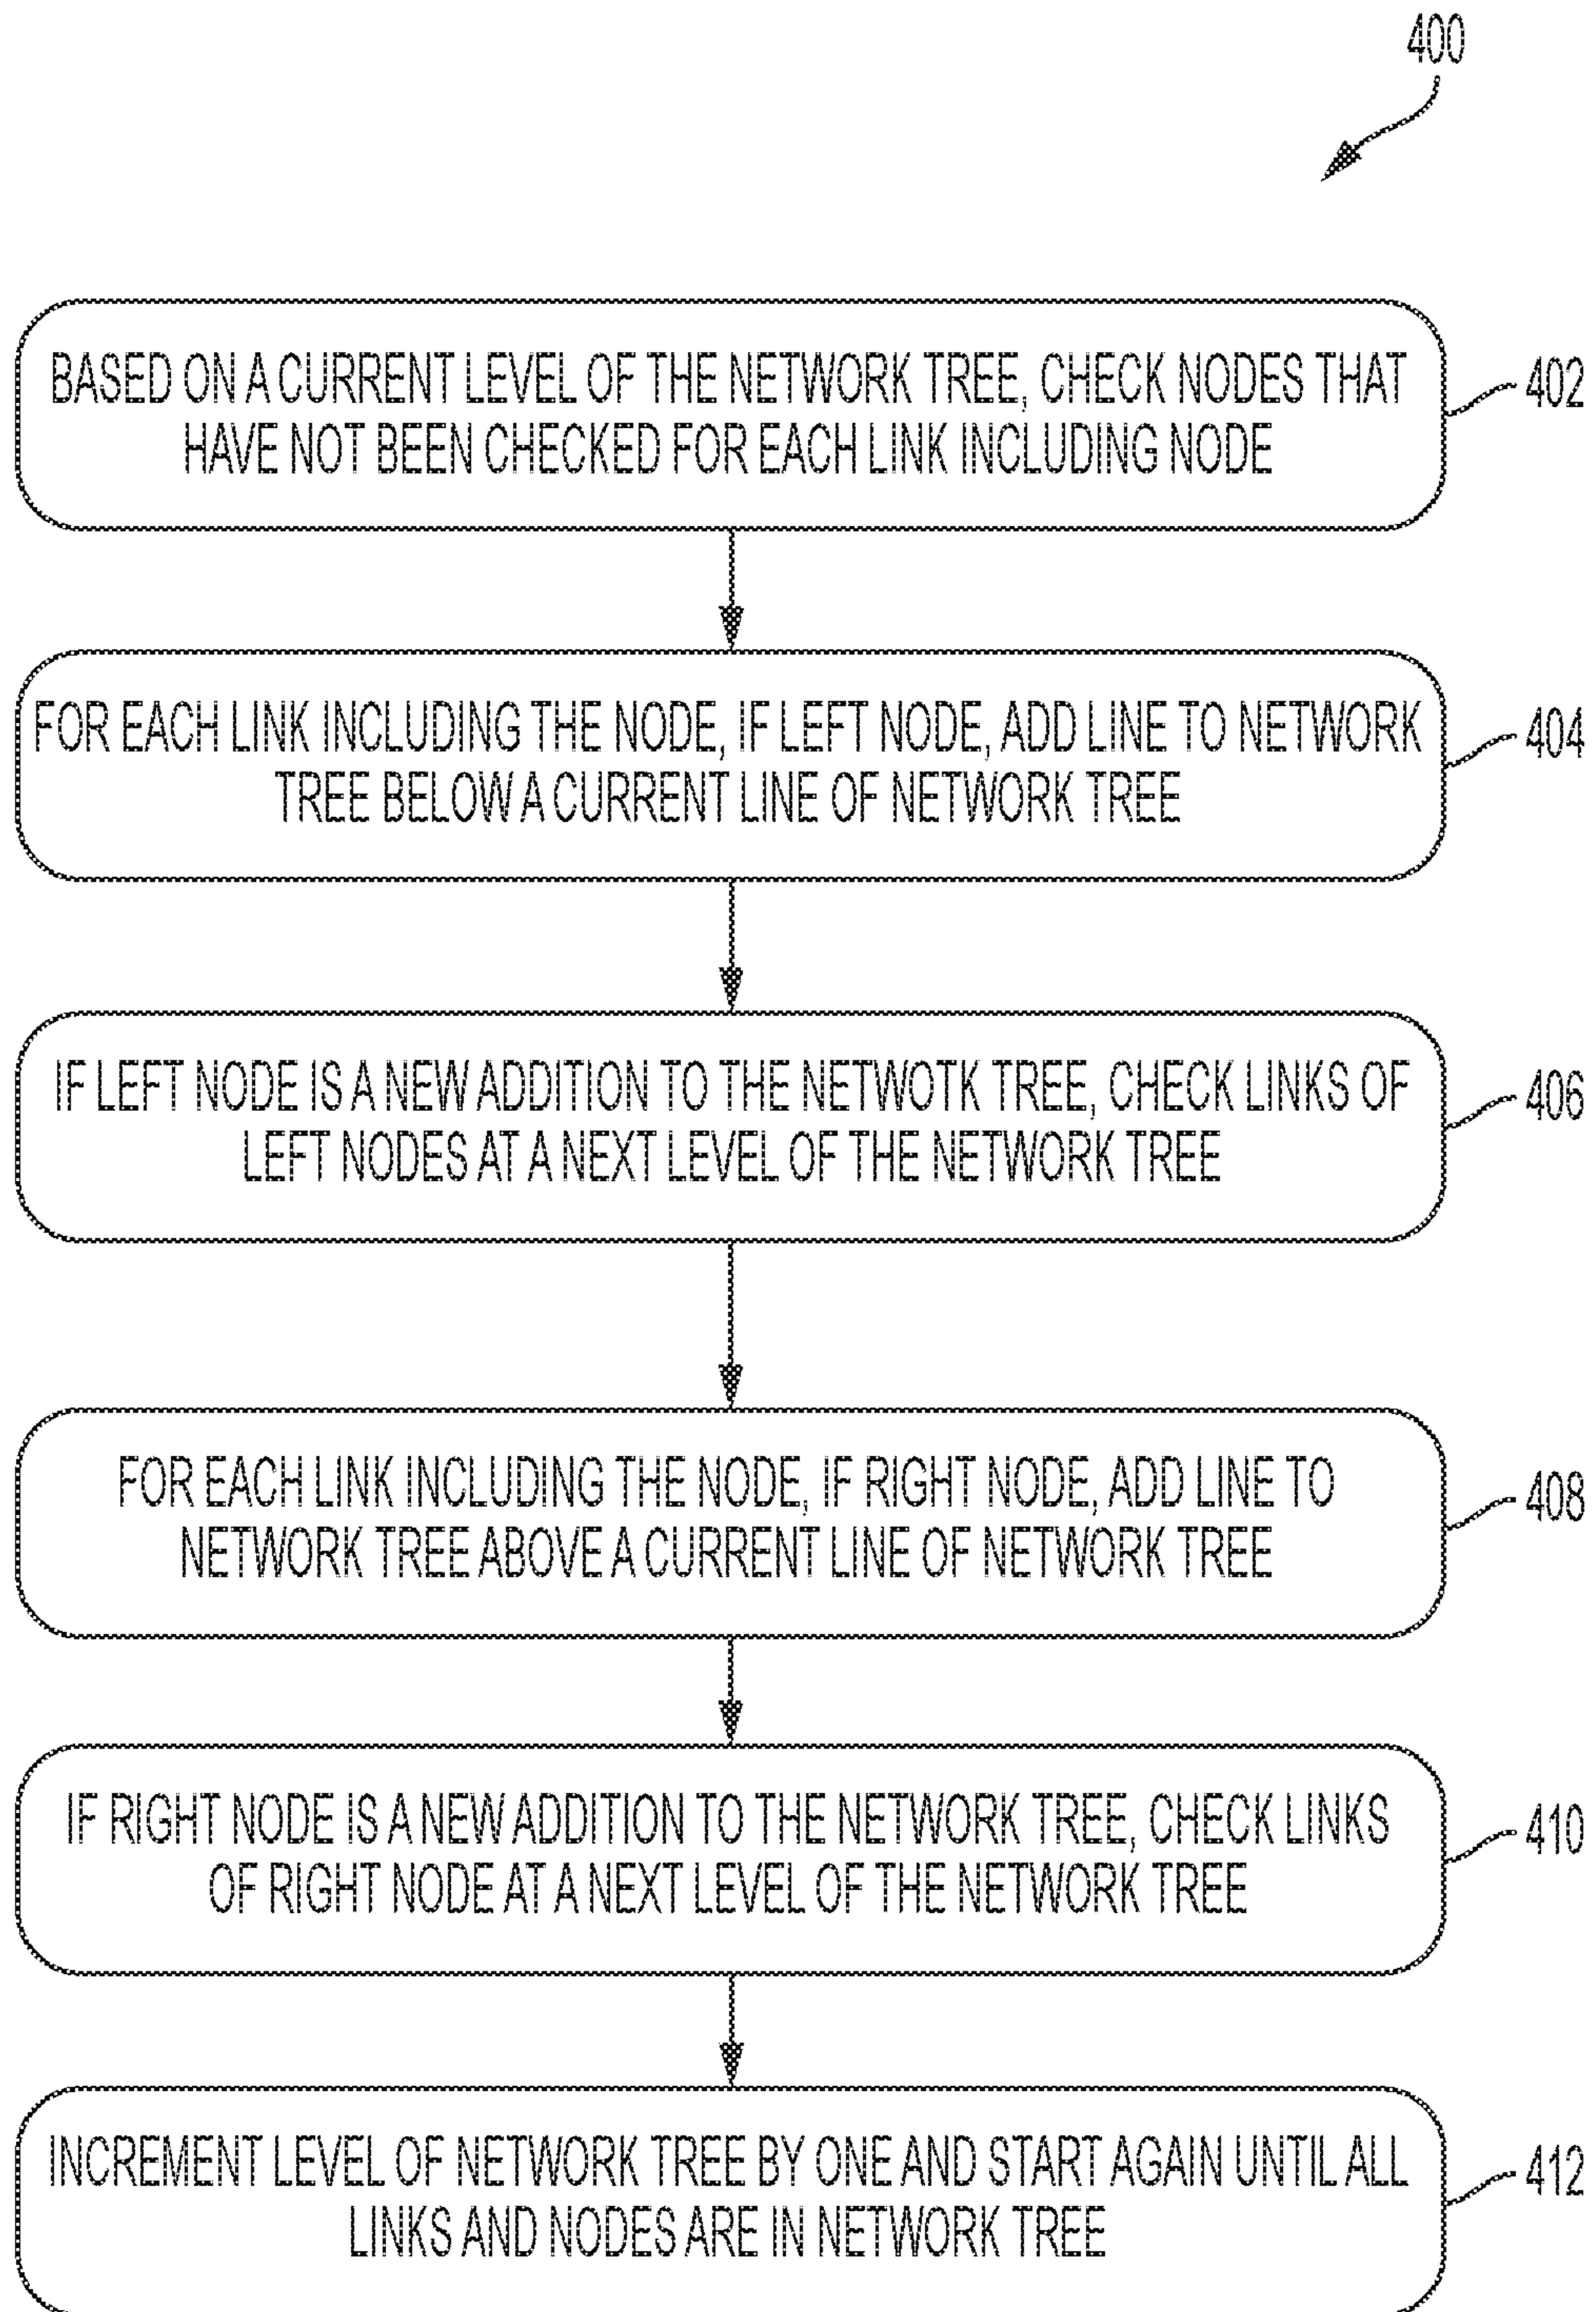 400
BASED ON A CURRENT LEVEL OF THE NETWORK TREE, CHECK NODES THAT
HAVE NOT BEEN CHECKED FOR EACH LINK INCLUDING NODE
402
FOR EACH LINK INCLUDING THE NODE, IF LEFT NODE, ADD LINE TO NETWORK
TREE BELOW A CURRENT LINE OF NETWORK TREE
404
IF LEFT NODE IS A NEW ADDITION TO THE NETWOTK TREE, CHECK LINKS OF
LEFT NODES AT A NEXT LEVEL OF THE NETWORK TREE
406
FOR EACH LINK INCLUDING THE NODE, IF RIGHT NODE, ADD LINE TO
NETWORK TREE ABOVE A CURRENT LINE OF NETWORK TREE
408
IF RIGHT NODE IS A NEW ADDITION TO THE NETWORK TREE, CHECK LINKS
OF RIGHT NODE AT A NEXT LEVEL OF THE NETWORK TREE
410
INCREMENT LEVEL OF NETWORK TREE BY ONE AND START AGAIN UNTIL ALL
LINKS AND NODES ARE IN NETWORK TREE
412